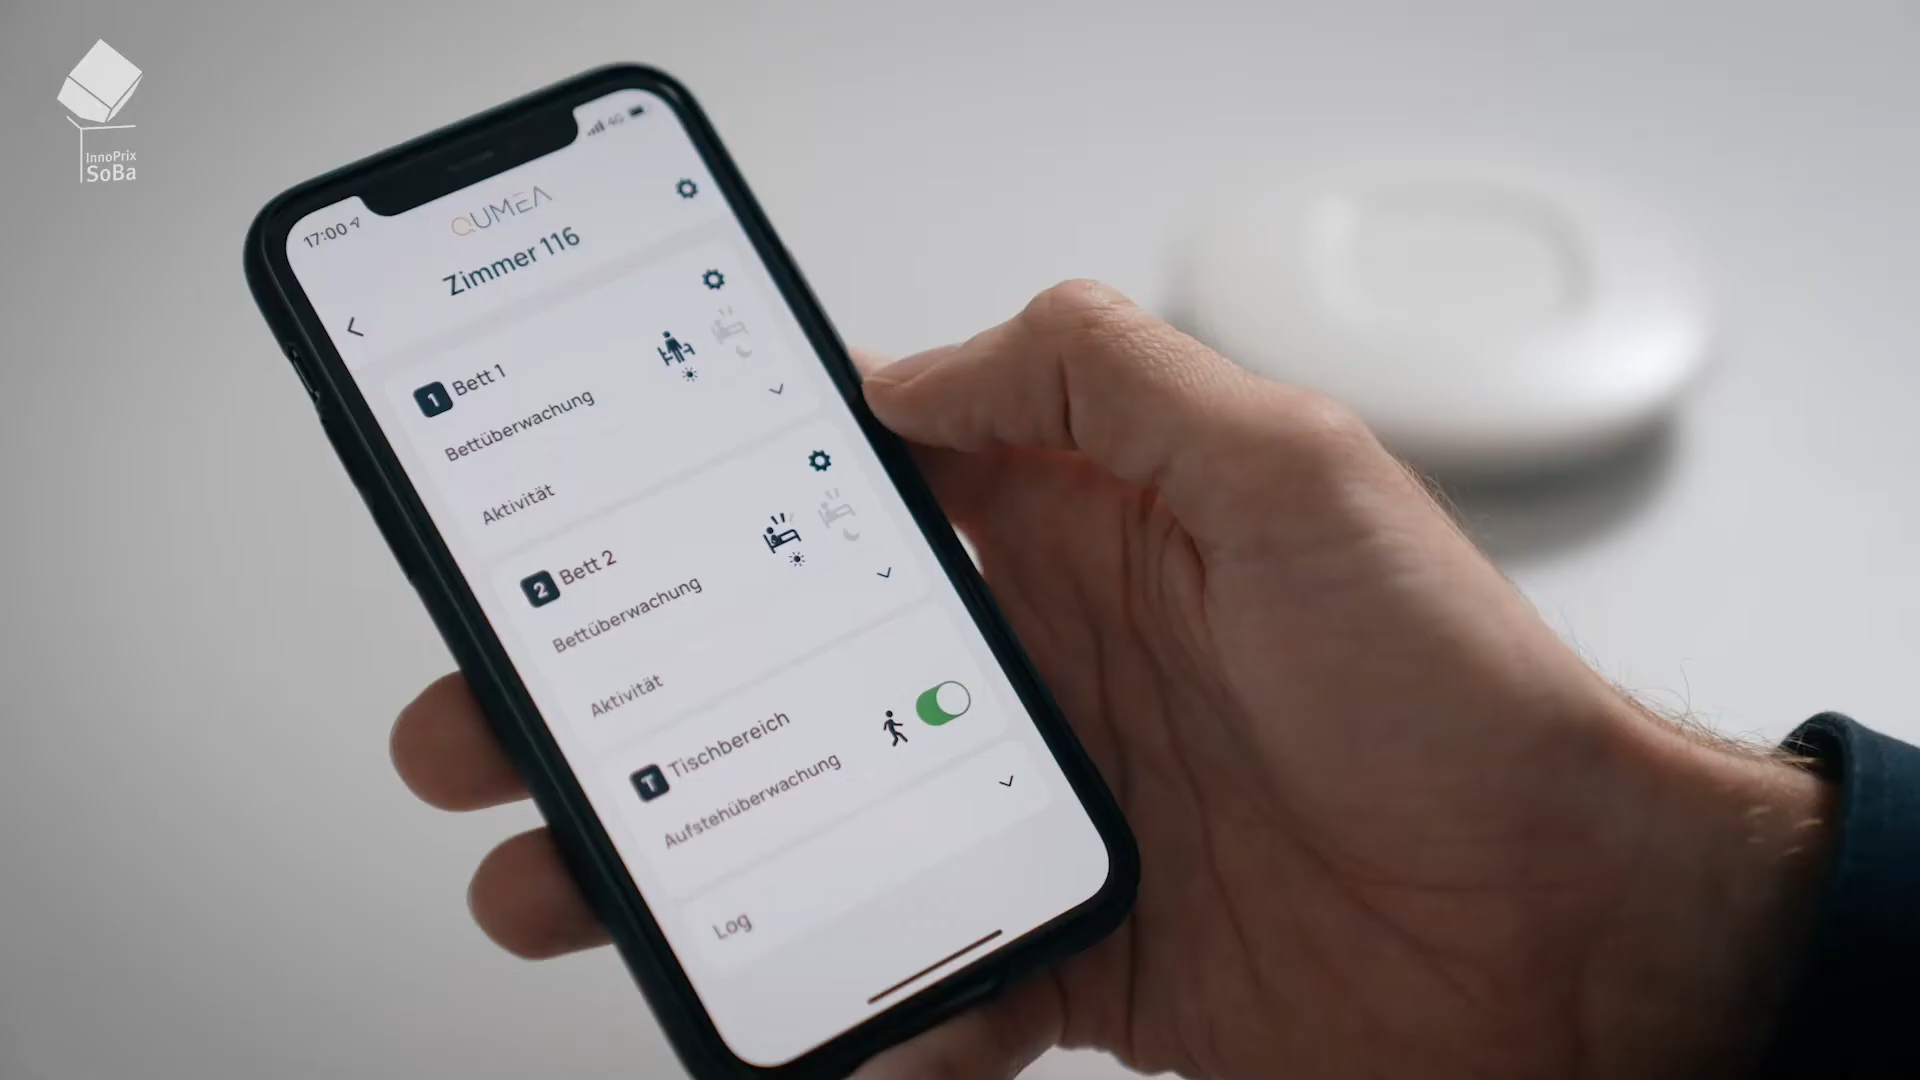 InnoPrix
SoBa
17:00
4G
QUMEA
Zimmer 116
1 Bett 1
Bettüberwachung
Aktivität
2 Bett 2
Bettüberwachung
Aktivität
T Tischbereich
Aufstehüberwachung
Log